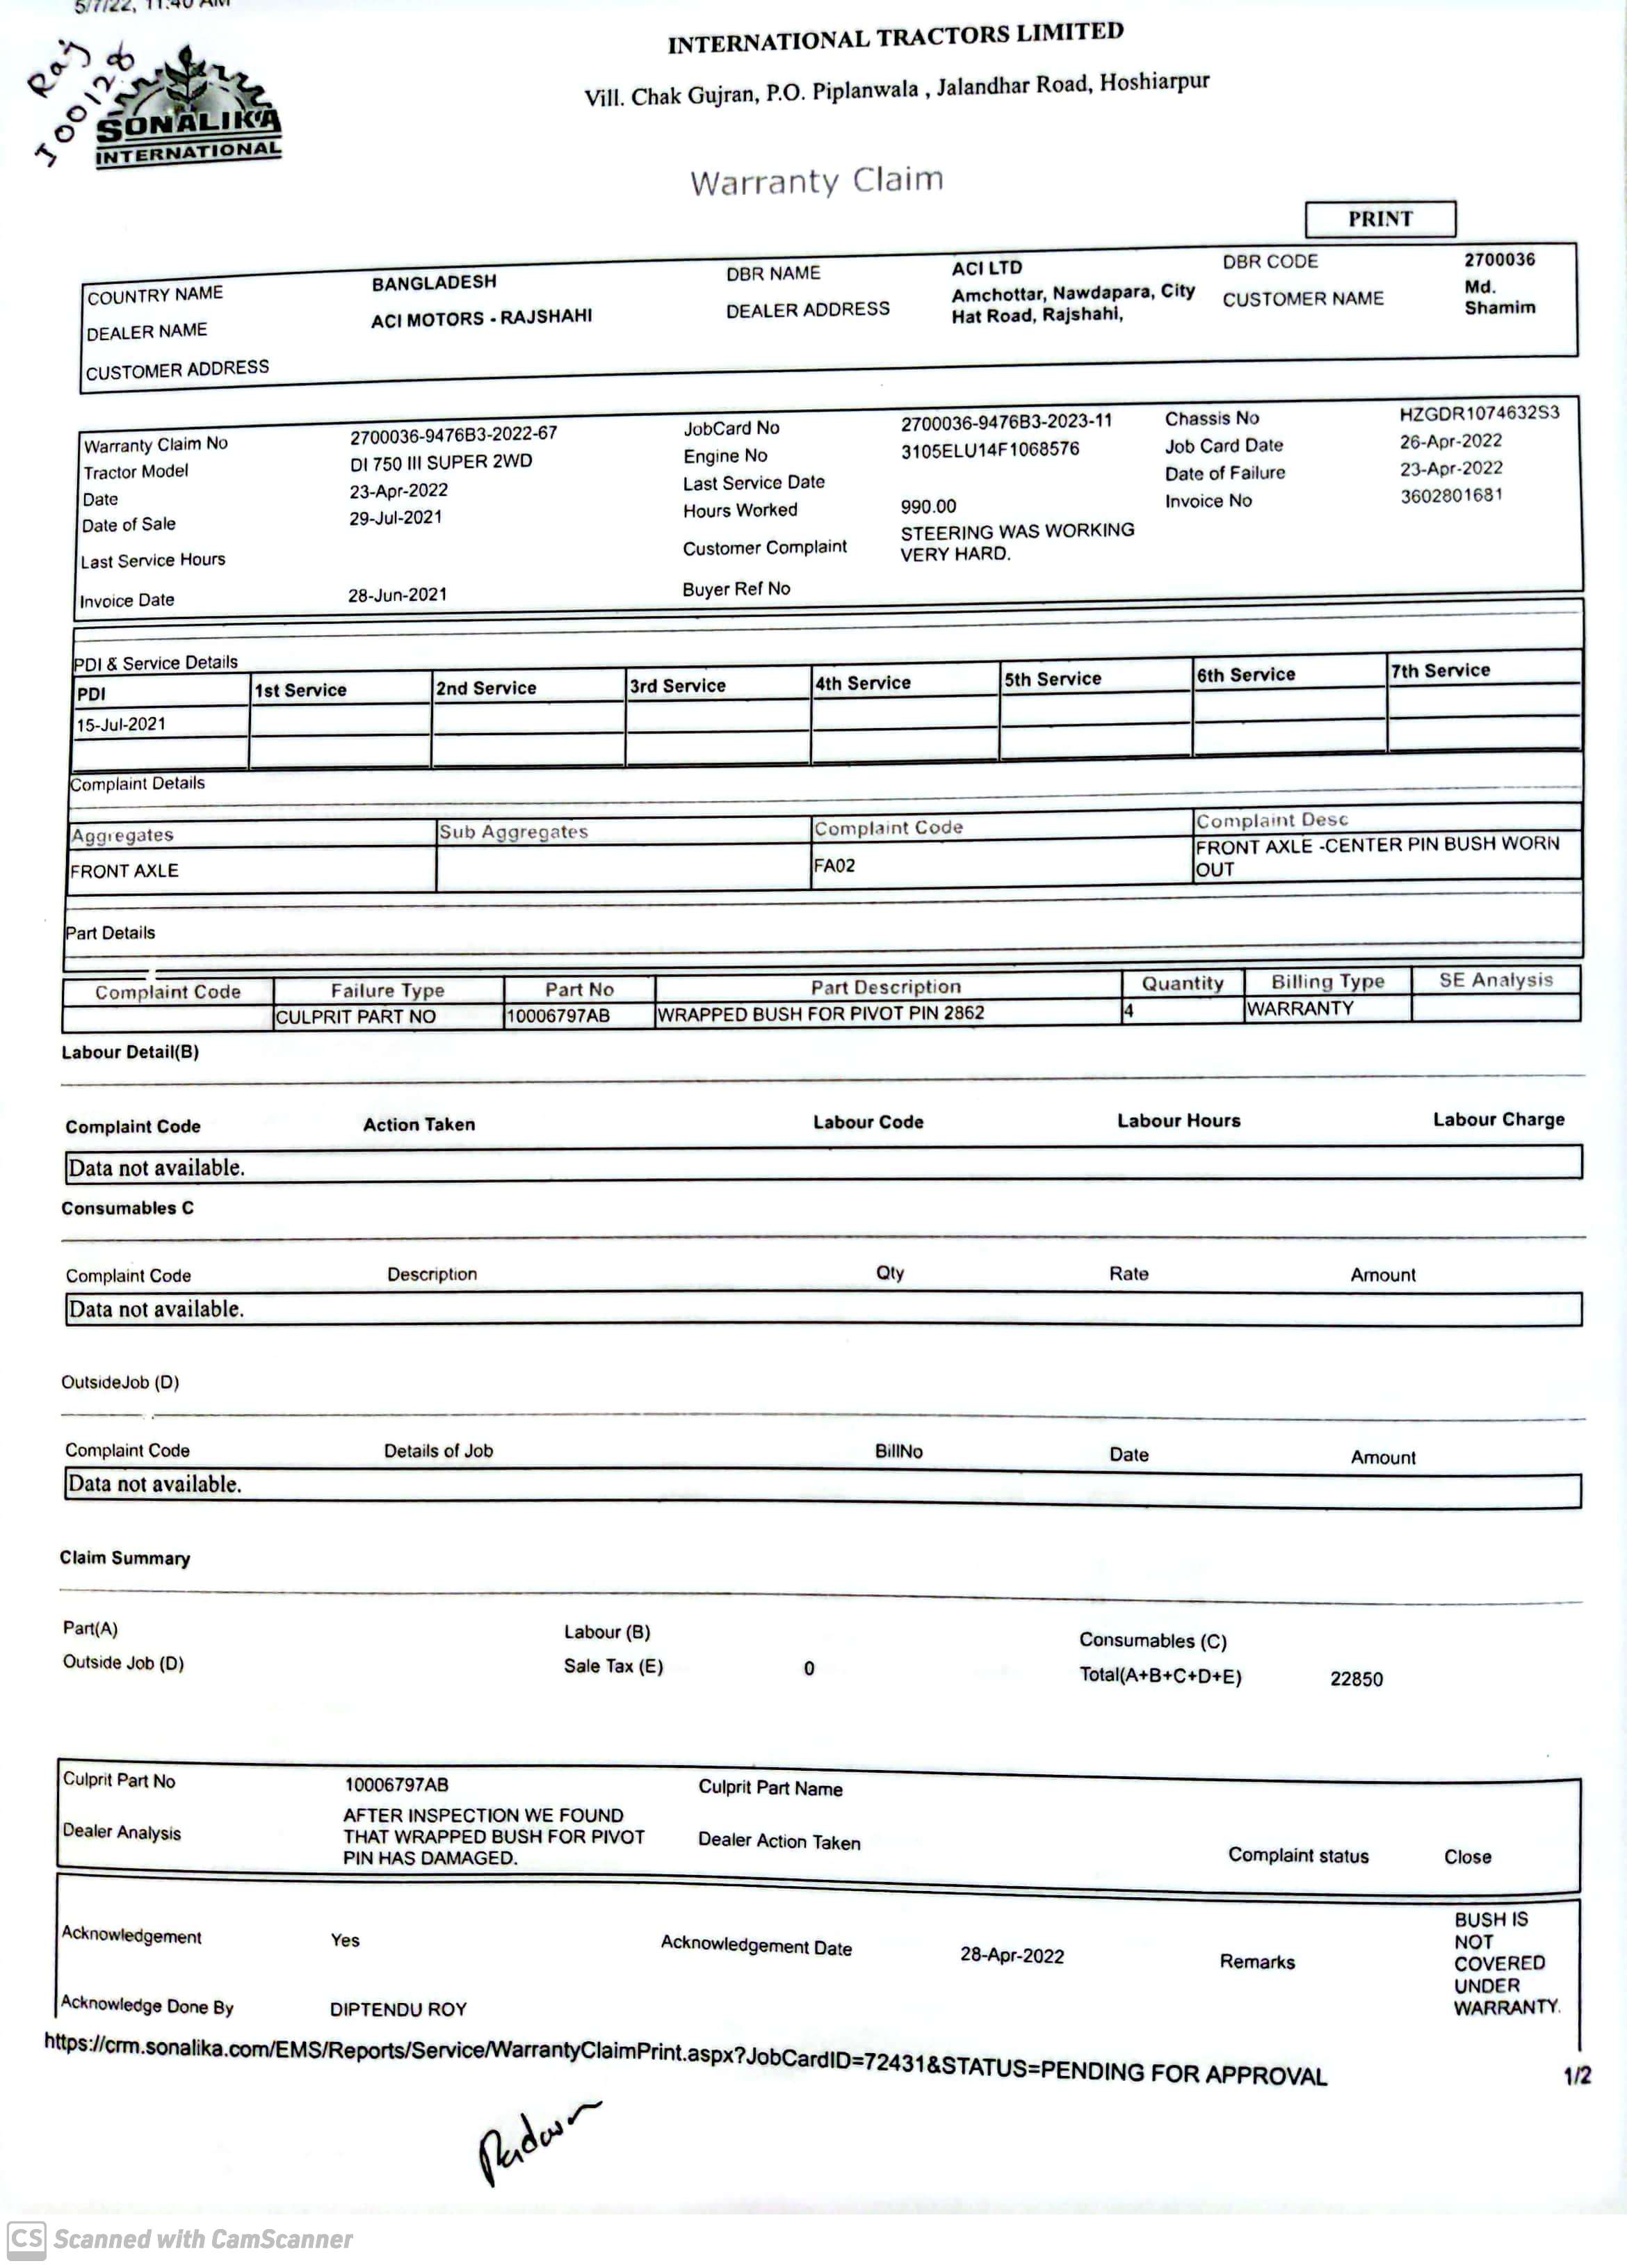 5/7/22, 11:40 AM
Raj
J00128
SONALIKA
INTERNATIONAL
INTERNATIONAL TRACTORS LIMITED
Vill. Chak Gujran, P.O. Piplanwala , Jalandhar Road, Hoshiarpur
Warranty Claim
PRINT
COUNTRY NAME BANGLADESH DBR NAME ACI LTD DBR CODE 2700036
DEALER NAME ACI MOTORS - RAJSHAHI DEALER ADDRESS Amchottar, Nawdapara, City CUSTOMER NAME Md.
Hat Road, Rajshahi, Shamim
CUSTOMER ADDRESS
Warranty Claim No 2700036-9476B3-2022-67 JobCard No 2700036-9476B3-2023-11 Chassis No HZGDR1074632S3
Tractor Model DI 750 III SUPER 2WD Engine No 3105ELU14F1068576 Job Card Date 26-Apr-2022
Date 23-Apr-2022 Last Service Date Date of Failure 23-Apr-2022
Date of Sale 29-Jul-2021 Hours Worked 990.00 Invoice No 3602801681
Last Service Hours Customer Complaint STEERING WAS WORKING
VERY HARD.
Invoice Date 28-Jun-2021 Buyer Ref No
PDI & Service Details
PDI 1st Service 2nd Service 3rd Service 4th Service 5th Service 6th Service 7th Service
15-Jul-2021
Complaint Details
Aggregates Sub Aggregates Complaint Code Complaint Desc
FRONT AXLE FA02 FRONT AXLE -CENTER PIN BUSH WORN
OUT
Part Details
Complaint Code Failure Type Part No Part Description Quantity Billing Type SE Analysis
CULPRIT PART NO 10006797AB WRAPPED BUSH FOR PIVOT PIN 2862 4 WARRANTY
Labour Detail(B)
Complaint Code Action Taken Labour Code Labour Hours Labour Charge
Data not available.
Consumables C
Complaint Code Description Qty Rate Amount
Data not available.
OutsideJob (D)
Complaint Code Details of Job BillNo Date Amount
Data not available.
Claim Summary
Part(A) Labour (B) Consumables (C)
Outside Job (D) Sale Tax (E) 0 Total(A+B+C+D+E) 22850
Culprit Part No 10006797AB Culprit Part Name
Dealer Analysis AFTER INSPECTION WE FOUND
THAT WRAPPED BUSH FOR PIVOT
PIN HAS DAMAGED. Dealer Action Taken Complaint status Close
Acknowledgement Yes Acknowledgement Date 28-Apr-2022 Remarks BUSH IS
NOT
COVERED
UNDER
WARRANTY.
Acknowledge Done By DIPTENDU ROY
https://crm.sonalika.com/EMS/Reports/Service/WarrantyClaimPrint.aspx?JobCardID=72431&STATUS=PENDING FOR APPROVAL 1/2
CS Scanned with CamScanner